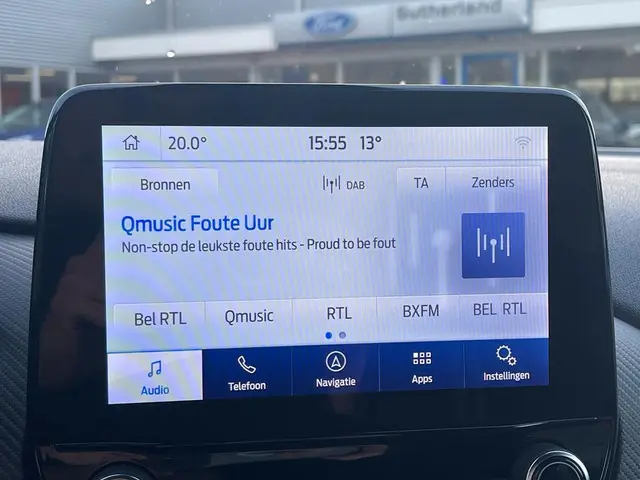 Ford
Sutherland
20.0°
15:55 13°
Bronnen
DAB
TA
Zenders
Qmusic Foute Uur
Non-stop de leukste foute hits - Proud to be fout
Bel RTL
Qmusic
RTL
BXFM
BEL RTL
Audio
Telefoon
Navigatie
Apps
Instellingen